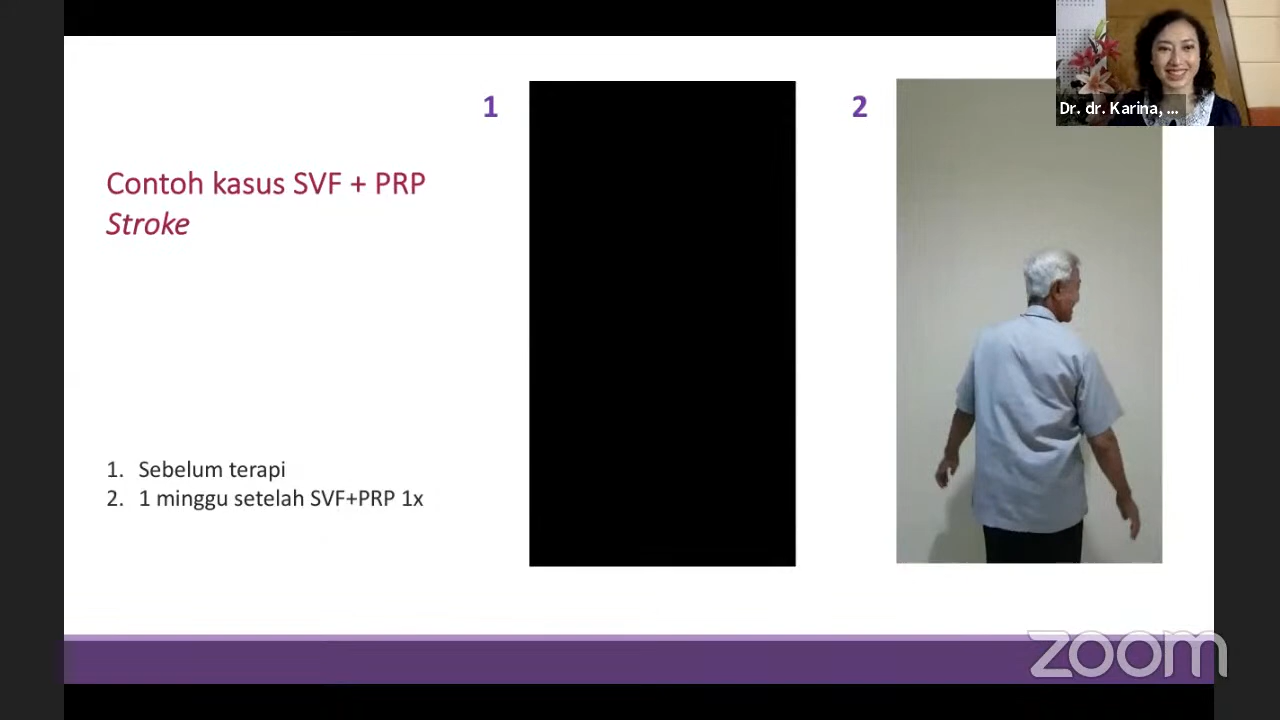 Dr. dr. Karina, ...
1
2
Contoh kasus SVF + PRP
Stroke
1. Sebelum terapi
2. 1 minggu setelah SVF+PRP 1x
zoom